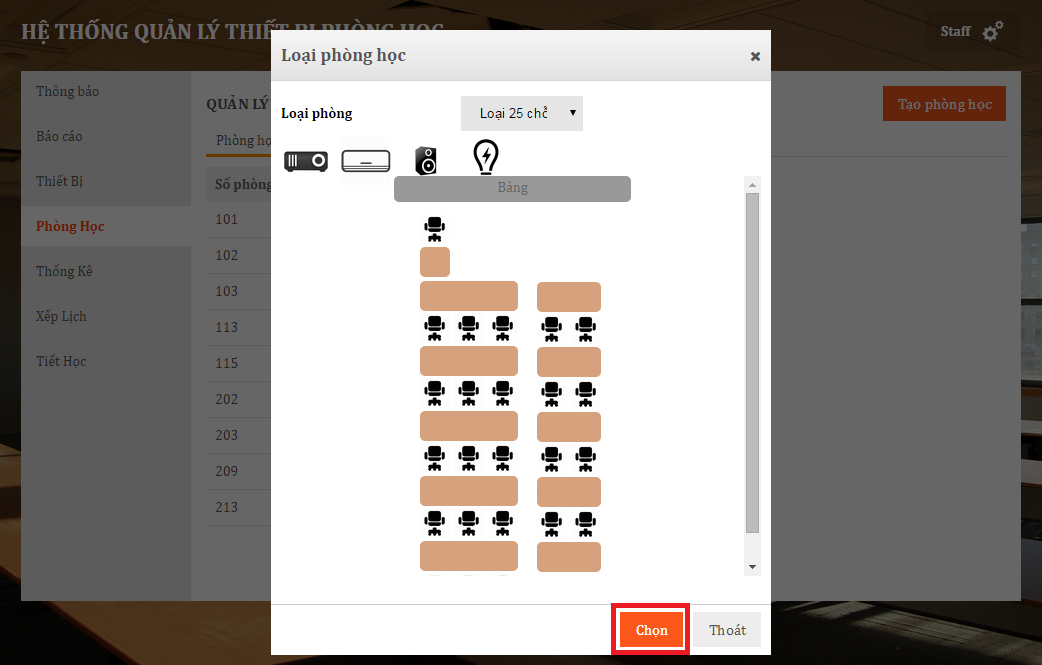 HỆ THỐNG QUẢN LÝ THIẾT BỊ PHÒNG HỌC
Staff
Loại phòng học
×
Thông báo
Báo cáo
Thiết Bị
Phòng Học
Thống Kê
Xếp Lịch
Tiết Học
QUẢN LÝ
Tạo phòng học
Phòng họ
Số phòng
101
102
103
113
115
202
203
209
213
Loại phòng
Loại 25 chỗ
Bảng
Chọn
Thoát